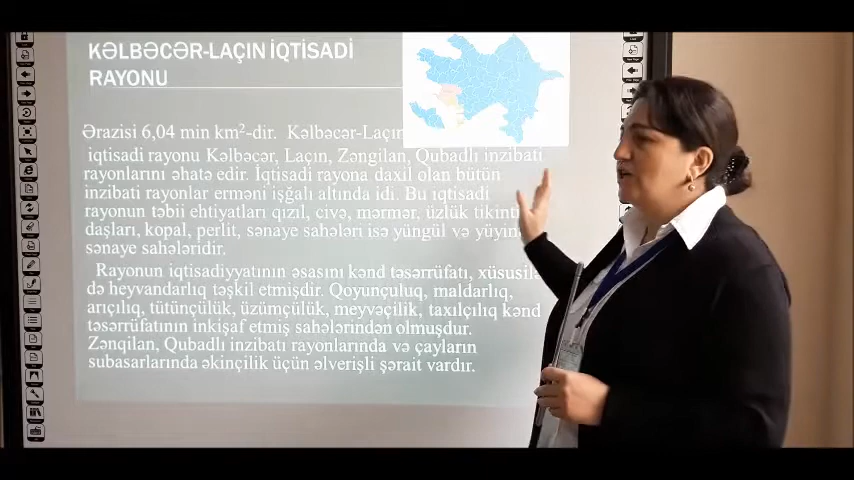 KƏLBƏCƏR-LAÇIN İQTİSADİ
RAYONU
Ərazisi 6,04 min km²-dir. Kəlbəcər-Laçın
iqtisadi rayonu Kəlbəcər, Laçın, Zəngilan, Qubadlı inzibati
rayonlarını əhatə edir. İqtisadi rayona daxil olan bütün
inzibati rayonlar erməni işğalı altında idi. Bu iqtisadi
rayonun təbii ehtiyatları qızıl, civə, mərmər, üzlük tikinti
daşları, kopal, perlit, sənaye sahələri isə yüngül və yüyin
sənaye sahələridir.
Rayonun iqtisadiyyatının əsasını kənd təsərrüfatı,
də heyvandarlıq təşkil etmişdir. Qoyunçuluq, maldarlıq,
arıçılıq, tütünçülük, üzümçülük, meyvəçilik, taxılçılıq kənd
təsərrüfatının inkişaf etmiş sahələrindən olmuşdur.
Zənqilan, Qubadlı inzibati rayonlarında və çayların
subasarlarında əkinçilik üçün əlverişli şərait vardır.